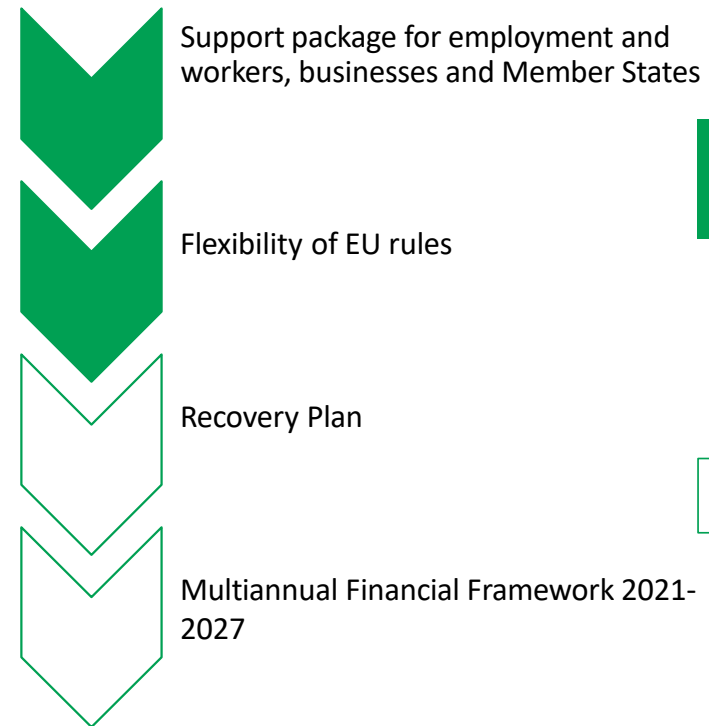 Support package for employment and
workers, businesses and Member States
Flexibility of EU rules
Recovery Plan
Multiannual Financial Framework 2021-
2027